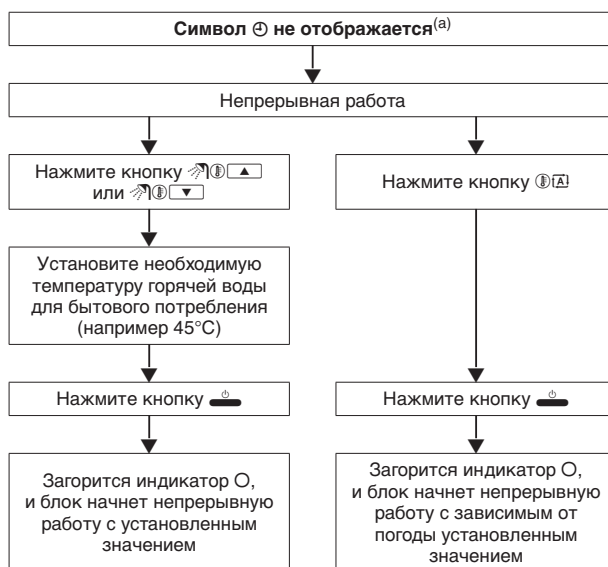 Символ не отображается(a)
Непрерывная работа
Нажмите кнопку ▲
или ▼
Установите необходимую
температуру горячей воды
для бытового потребления
(например 45°C)
Нажмите кнопку
Загорится индикатор O,
и блок начнет непрерывную
работу с установленным
значением
Нажмите кнопку A
Нажмите кнопку
Загорится индикатор O,
и блок начнет непрерывную
работу с зависимым от
погоды установленным
значением